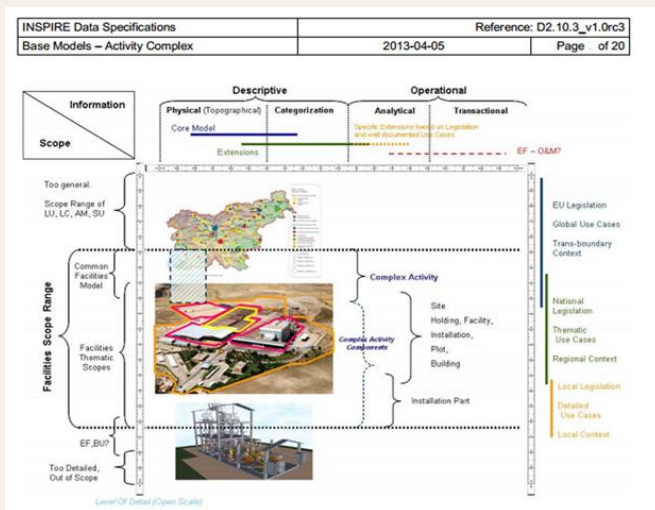 INSPIRE Data Specifications Reference: D2.10.3_v1.0rc3
Base Models – Activity Complex 2013-04-05 Page of 20
Descriptive Operational
Information
Scope
Physical (Topographical) Categorization Analytical Transactional
Core Model
Specific Extensions based on Legislation
and well documented Use Cases
Extensions
EF – O&M?
Too general.
Scope Range of
LU, LC, AM, SU
EU Legislation
Global Use Cases
Trans-boundary
Context
Common
Facilities
Model
Complex Activity
Facilities Scope Range
Facilities
Thematic
Scopes
Complex Activity
Components
Site
Holding, Facility,
Installation,
Plot,
Building
National
Legislation
Thematic
Use Cases
Regional Context
Installation Part
Local Legislation
Detailed
Use Cases
Local Context
EF,BU?
Too Detailed,
Out of Scope
Level Of Detail (Open Scale)